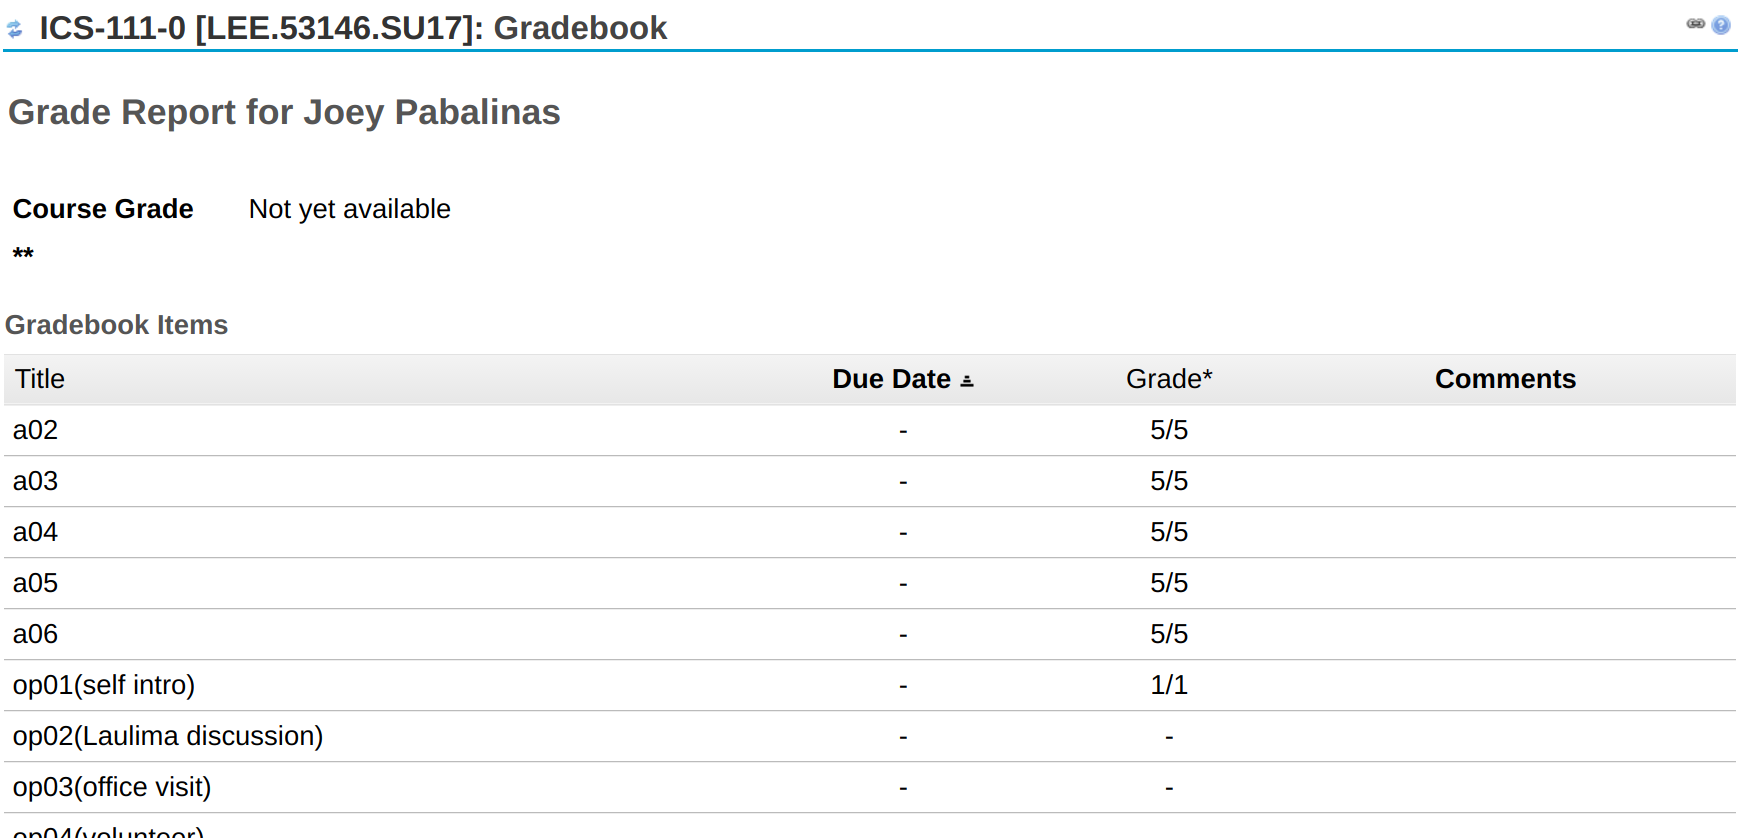 ICS-111-0 [LEE.53146.SU17]: Gradebook
Grade Report for Joey Pabalinas
Course Grade Not yet available
**
Gradebook Items
Title Due Date Grade* Comments
a02 - 5/5
a03 - 5/5
a04 - 5/5
a05 - 5/5
a06 - 5/5
op01(self intro) - 1/1
op02(Laulima discussion) - -
op03(office visit) - -
op04(volunteer)